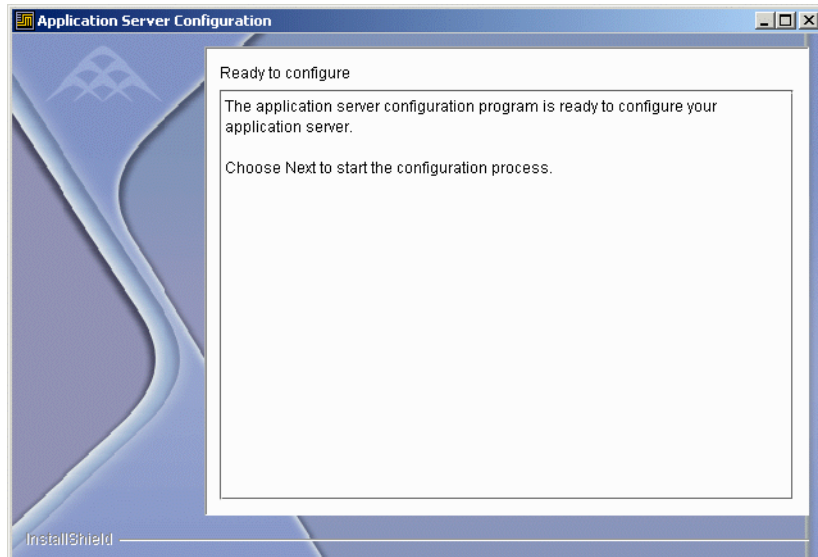 Application Server Configuration
Ready to configure
The application server configuration program is ready to configure your
application server.
Choose Next to start the configuration process.
InstallShield